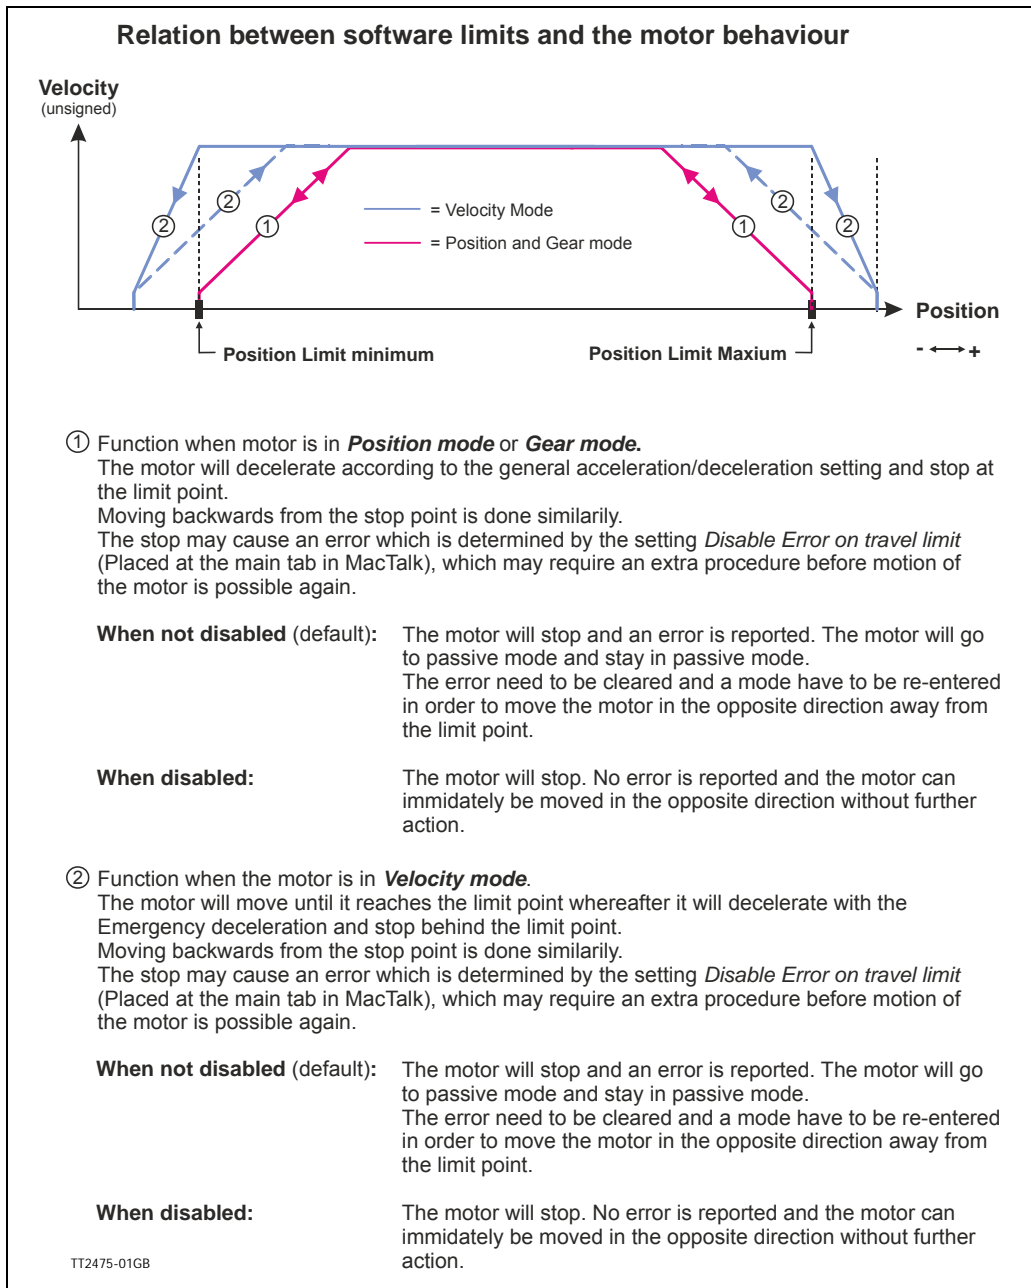 Relation between software limits and the motor behaviour
Velocity
(unsigned)
2
2
1
= Velocity Mode
= Position and Gear mode
1
2
2
Position
Position Limit minimum
Position Limit Maxium
- +
① Function when motor is in Position mode or Gear mode.
The motor will decelerate according to the general acceleration/deceleration setting and stop at
the limit point.
Moving backwards from the stop point is done similarily.
The stop may cause an error which is determined by the setting Disable Error on travel limit
(Placed at the main tab in MacTalk), which may require an extra procedure before motion of
the motor is possible again.
When not disabled (default): The motor will stop and an error is reported. The motor will go
to passive mode and stay in passive mode.
The error need to be cleared and a mode have to be re-entered
in order to move the motor in the opposite direction away from
the limit point.
When disabled: The motor will stop. No error is reported and the motor can
immidately be moved in the opposite direction without further
action.
② Function when the motor is in Velocity mode.
The motor will move until it reaches the limit point whereafter it will decelerate with the
Emergency deceleration and stop behind the limit point.
Moving backwards from the stop point is done similarily.
The stop may cause an error which is determined by the setting Disable Error on travel limit
(Placed at the main tab in MacTalk), which may require an extra procedure before motion of
the motor is possible again.
When not disabled (default): The motor will stop and an error is reported. The motor will go
to passive mode and stay in passive mode.
The error need to be cleared and a mode have to be re-entered
in order to move the motor in the opposite direction away from
the limit point.
When disabled: The motor will stop. No error is reported and the motor can
immidately be moved in the opposite direction without further
action.
TT2475-01GB